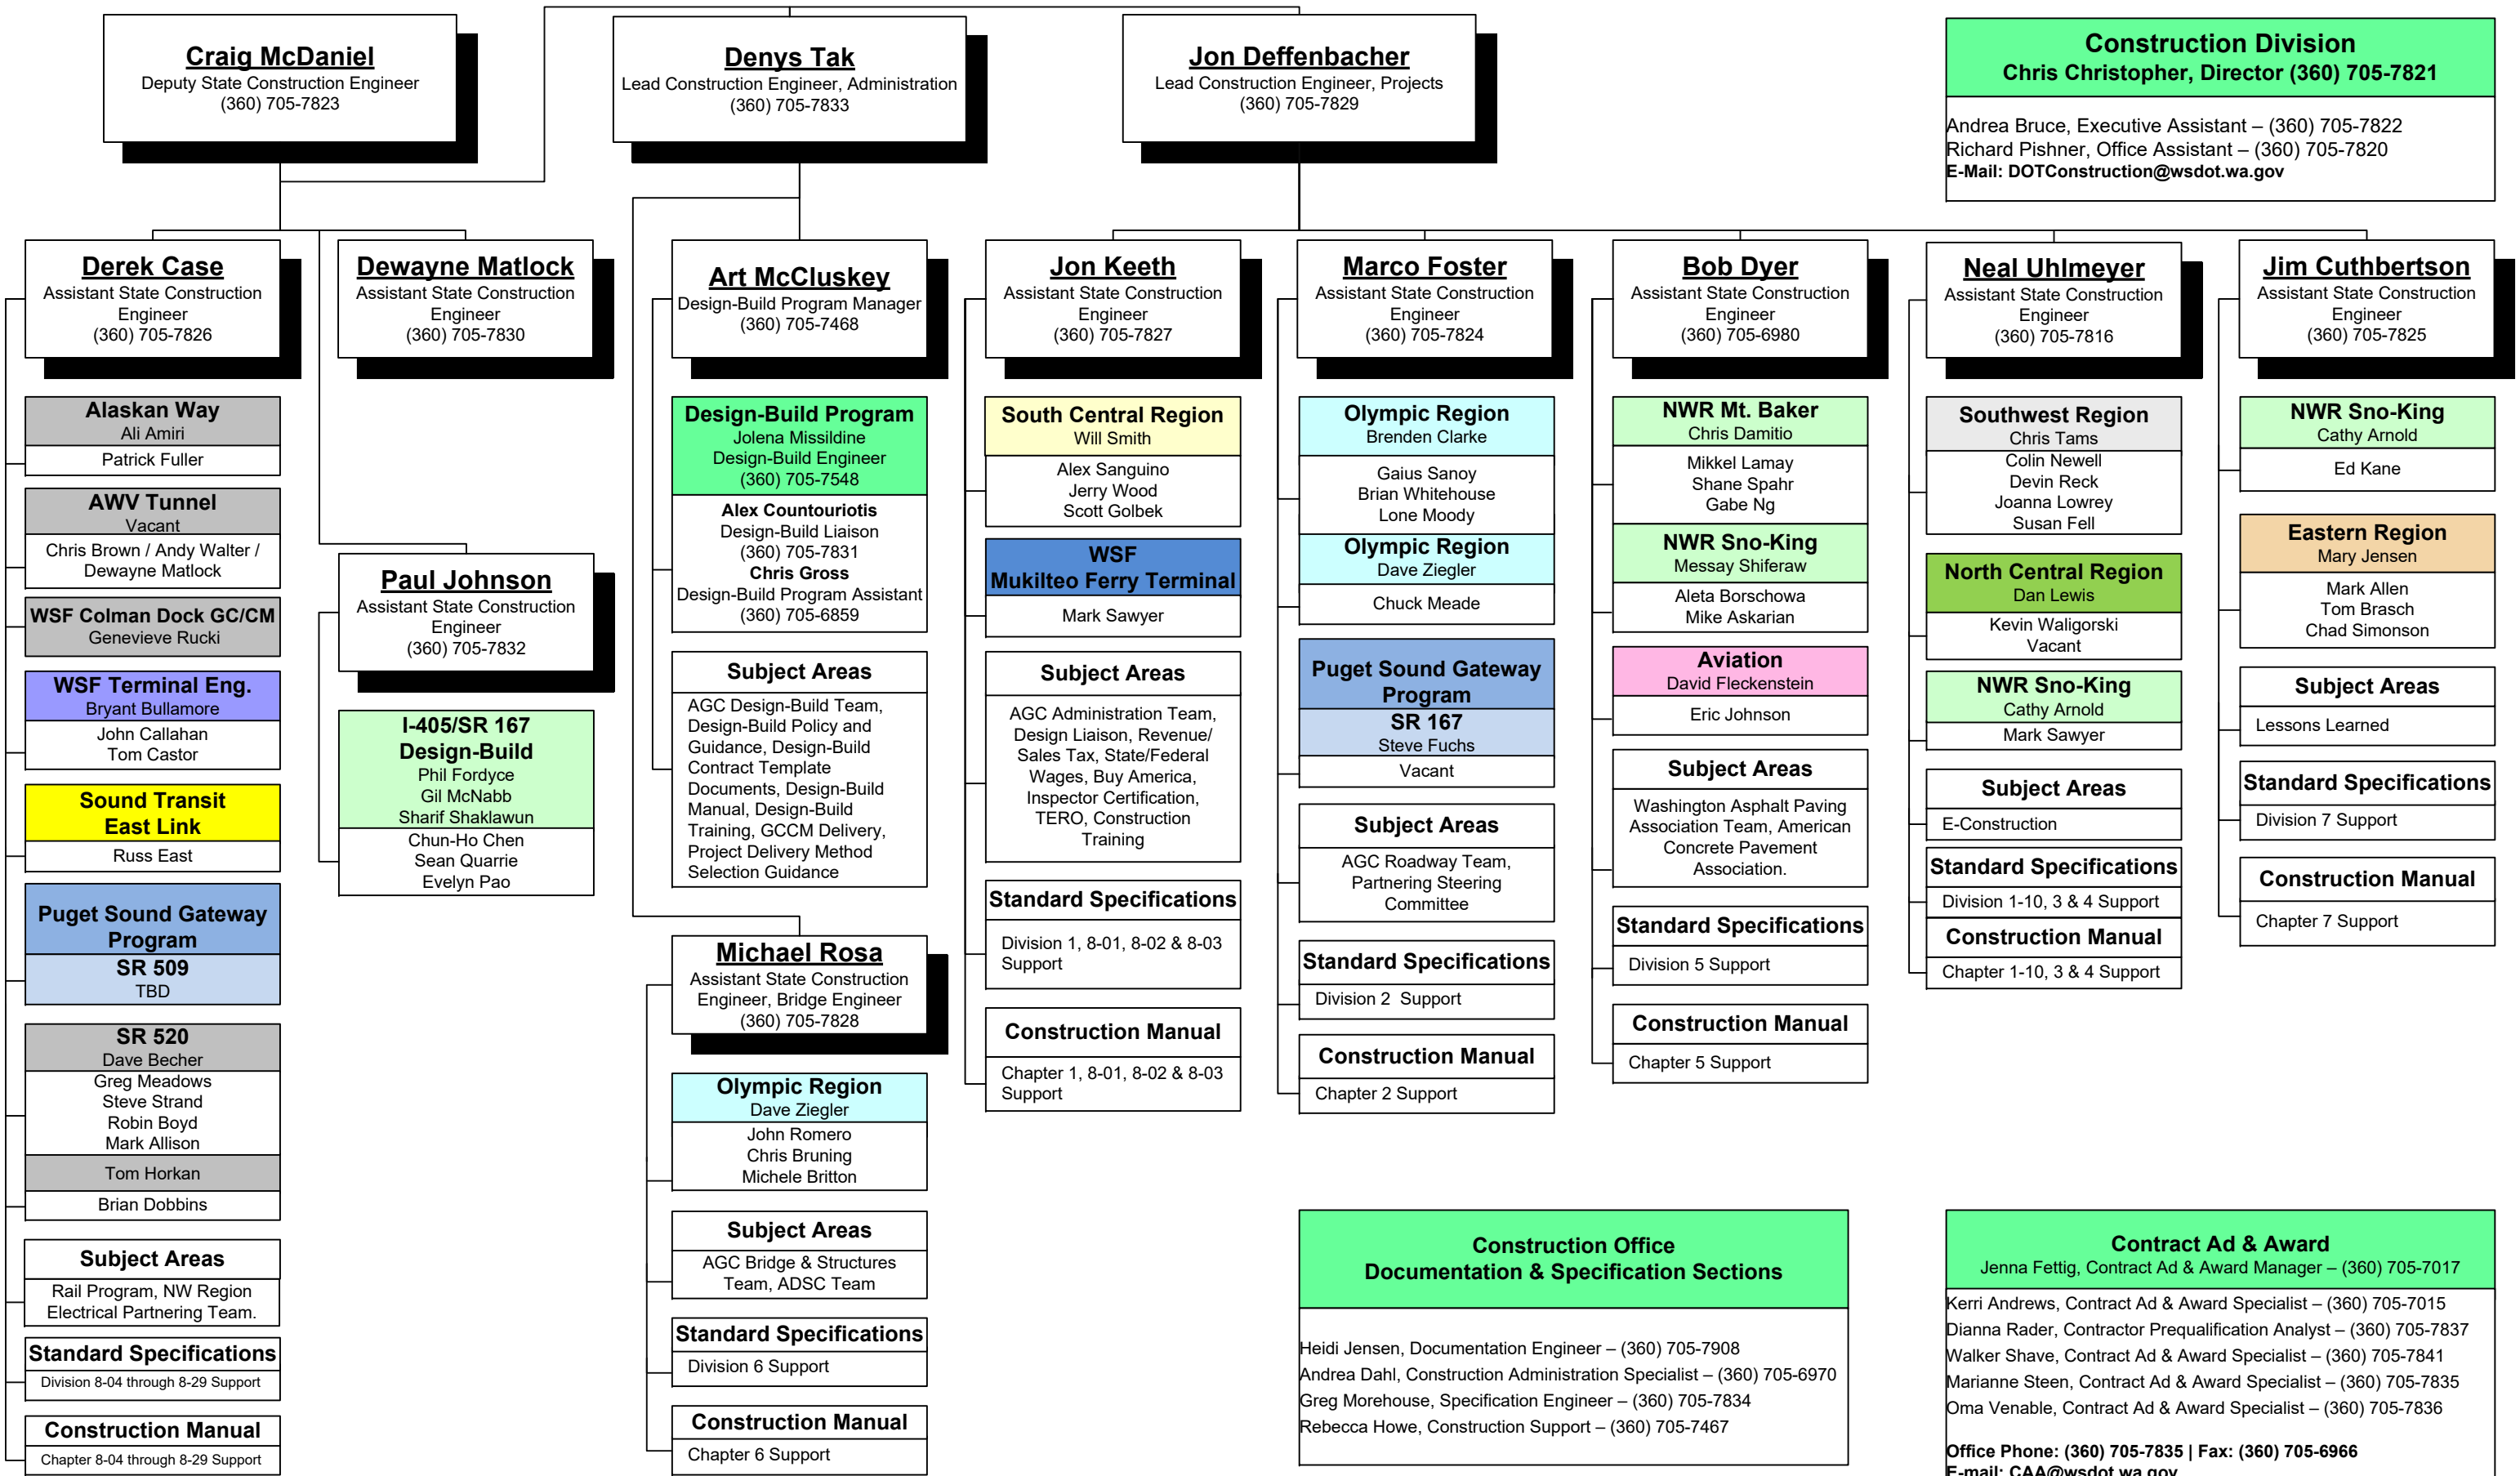 Craig McDaniel
Deputy State Construction Engineer
(360) 705-7823
Denys Tak
Lead Construction Engineer, Administration
(360) 705-7833
Jon Deffenbacher
Lead Construction Engineer, Projects
(360) 705-7829
Construction Division
Chris Christopher, Director (360) 705-7821
Andrea Bruce, Executive Assistant – (360) 705-7822
Richard Pishner, Office Assistant – (360) 705-7820
E-Mail: DOTConstruction@wsdot.wa.gov
Derek Case
Assistant State Construction
Engineer
(360) 705-7826
Alaskan Way
Ali Amiri
Patrick Fuller
AWV Tunnel
Vacant
Chris Brown / Andy Walter /
Dewayne Matlock
WSF Colman Dock GC/CM
Genevieve Rucki
WSF Terminal Eng.
Bryant Bullamore
John Callahan
Tom Castor
Sound Transit
East Link
Russ East
Puget Sound Gateway
Program
SR 509
TBD
SR 520
Dave Becher
Greg Meadows
Steve Strand
Robin Boyd
Mark Allison
Tom Horkan
Brian Dobbins
Subject Areas
Rail Program, NW Region
Electrical Partnering Team.
Standard Specifications
Division 8-04 through 8-29 Support
Construction Manual
Chapter 8-04 through 8-29 Support
Dewayne Matlock
Assistant State Construction
Engineer
(360) 705-7830
Paul Johnson
Assistant State Construction
Engineer
(360) 705-7832
I-405/SR 167
Design-Build
Phil Fordyce
Gil McNabb
Sharif Shaklawun
Chun-Ho Chen
Sean Quarrie
Evelyn Pao
Art McCluskey
Design-Build Program Manager
(360) 705-7468
Design-Build Program
Jolena Missildine
Design-Build Engineer
(360) 705-7548
Alex Countouriotis
Design-Build Liaison
(360) 705-7831
Chris Gross
Design-Build Program Assistant
(360) 705-6859
Subject Areas
AGC Design-Build Team,
Design-Build Policy and
Guidance, Design-Build
Contract Template
Documents, Design-Build
Manual, Design-Build
Training, GCCM Delivery,
Project Delivery Method
Selection Guidance
Michael Rosa
Assistant State Construction
Engineer, Bridge Engineer
(360) 705-7828
Olympic Region
Dave Ziegler
John Romero
Chris Bruning
Michele Britton
Subject Areas
AGC Bridge & Structures
Team, ADSC Team
Standard Specifications
Division 6 Support
Construction Manual
Chapter 6 Support
Jon Keeth
Assistant State Construction
Engineer
(360) 705-7827
South Central Region
Will Smith
Alex Sanguino
Jerry Wood
Scott Golbek
WSF
Mukilteo Ferry Terminal
Mark Sawyer
Subject Areas
AGC Administration Team,
Design Liaison, Revenue/
Sales Tax, State/Federal
Wages, Buy America,
Inspector Certification,
TERO, Construction
Training
Standard Specifications
Division 1, 8-01, 8-02 & 8-03
Support
Construction Manual
Chapter 1, 8-01, 8-02 & 8-03
Support
Marco Foster
Assistant State Construction
Engineer
(360) 705-7824
Olympic Region
Brenden Clarke
Gaius Sanoy
Brian Whitehouse
Lone Moody
Olympic Region
Dave Ziegler
Chuck Meade
Puget Sound Gateway
Program
SR 167
Steve Fuchs
Vacant
Subject Areas
AGC Roadway Team,
Partnering Steering
Committee
Standard Specifications
Division 2 Support
Construction Manual
Chapter 2 Support
Bob Dyer
Assistant State Construction
Engineer
(360) 705-6980
NWR Mt. Baker
Chris Damitio
Mikkel Lamay
Shane Spahr
Gabe Ng
NWR Sno-King
Messay Shiferaw
Aleta Borschowa
Mike Askarian
Aviation
David Fleckenstein
Eric Johnson
Subject Areas
Washington Asphalt Paving
Association Team, American
Concrete Pavement
Association.
Standard Specifications
Division 5 Support
Construction Manual
Chapter 5 Support
Neal Uhlmeyer
Assistant State Construction
Engineer
(360) 705-7816
Southwest Region
Chris Tams
Colin Newell
Devin Reck
Joanna Lowrey
Susan Fell
North Central Region
Dan Lewis
Kevin Waligorski
Vacant
NWR Sno-King
Cathy Arnold
Mark Sawyer
Subject Areas
E-Construction
Standard Specifications
Division 1-10, 3 & 4 Support
Construction Manual
Chapter 1-10, 3 & 4 Support
Jim Cuthbertson
Assistant State Construction
Engineer
(360) 705-7825
NWR Sno-King
Cathy Arnold
Ed Kane
Eastern Region
Mary Jensen
Mark Allen
Tom Brasch
Chad Simonson
Subject Areas
Lessons Learned
Standard Specifications
Division 7 Support
Construction Manual
Chapter 7 Support
Construction Office
Documentation & Specification Sections
Heidi Jensen, Documentation Engineer – (360) 705-7908
Andrea Dahl, Construction Administration Specialist – (360) 705-6970
Greg Morehouse, Specification Engineer – (360) 705-7834
Rebecca Howe, Construction Support – (360) 705-7467
Contract Ad & Award
Jenna Fettig, Contract Ad & Award Manager – (360) 705-7017
Kerri Andrews, Contract Ad & Award Specialist – (360) 705-7015
Dianna Rader, Contractor Prequalification Analyst – (360) 705-7837
Walker Shave, Contract Ad & Award Specialist – (360) 705-7841
Marianne Steen, Contract Ad & Award Specialist – (360) 705-7835
Oma Venable, Contract Ad & Award Specialist – (360) 705-7836
Office Phone: (360) 705-7835 | Fax: (360) 705-6966
E-mail: CAA@wsdot.wa.gov